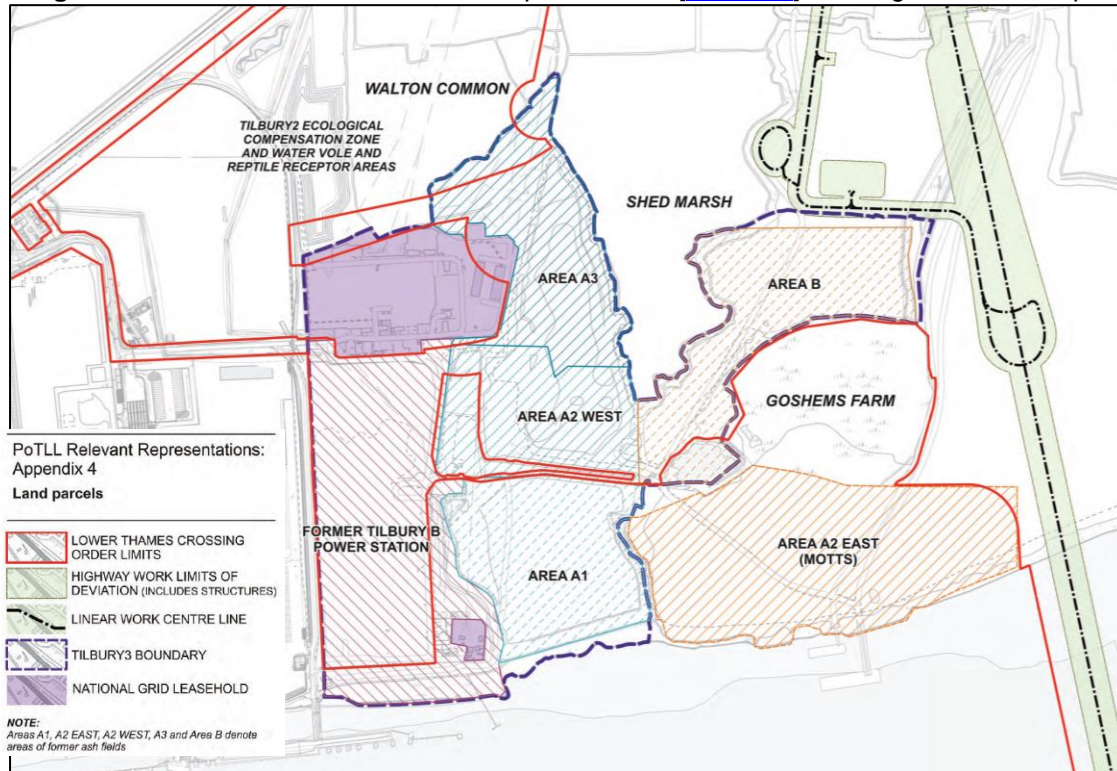 WALTON COMMON
TILBURY2 ECOLOGICAL
COMPENSATION ZONE
AND WATER VOLE AND
REPTILE RECEPTOR AREAS
SHED MARSH
AREA A3
AREA B
AREA A2 WEST
GOSHEMS FARM
FORMER TILBURY B
POWER STATION
AREA A1
AREA A2 EAST
(MOTTS)
PoTLL Relevant Representations:
Appendix 4
Land parcels
LOWER THAMES CROSSING
ORDER LIMITS
HIGHWAY WORK LIMITS OF
DEVIATION (INCLUDES STRUCTURES)
LINEAR WORK CENTRE LINE
TILBURY3 BOUNDARY
NATIONAL GRID LEASEHOLD
NOTE:
Areas A1, A2 EAST, A2 WEST, A3 and Area B denote
areas of former ash fields